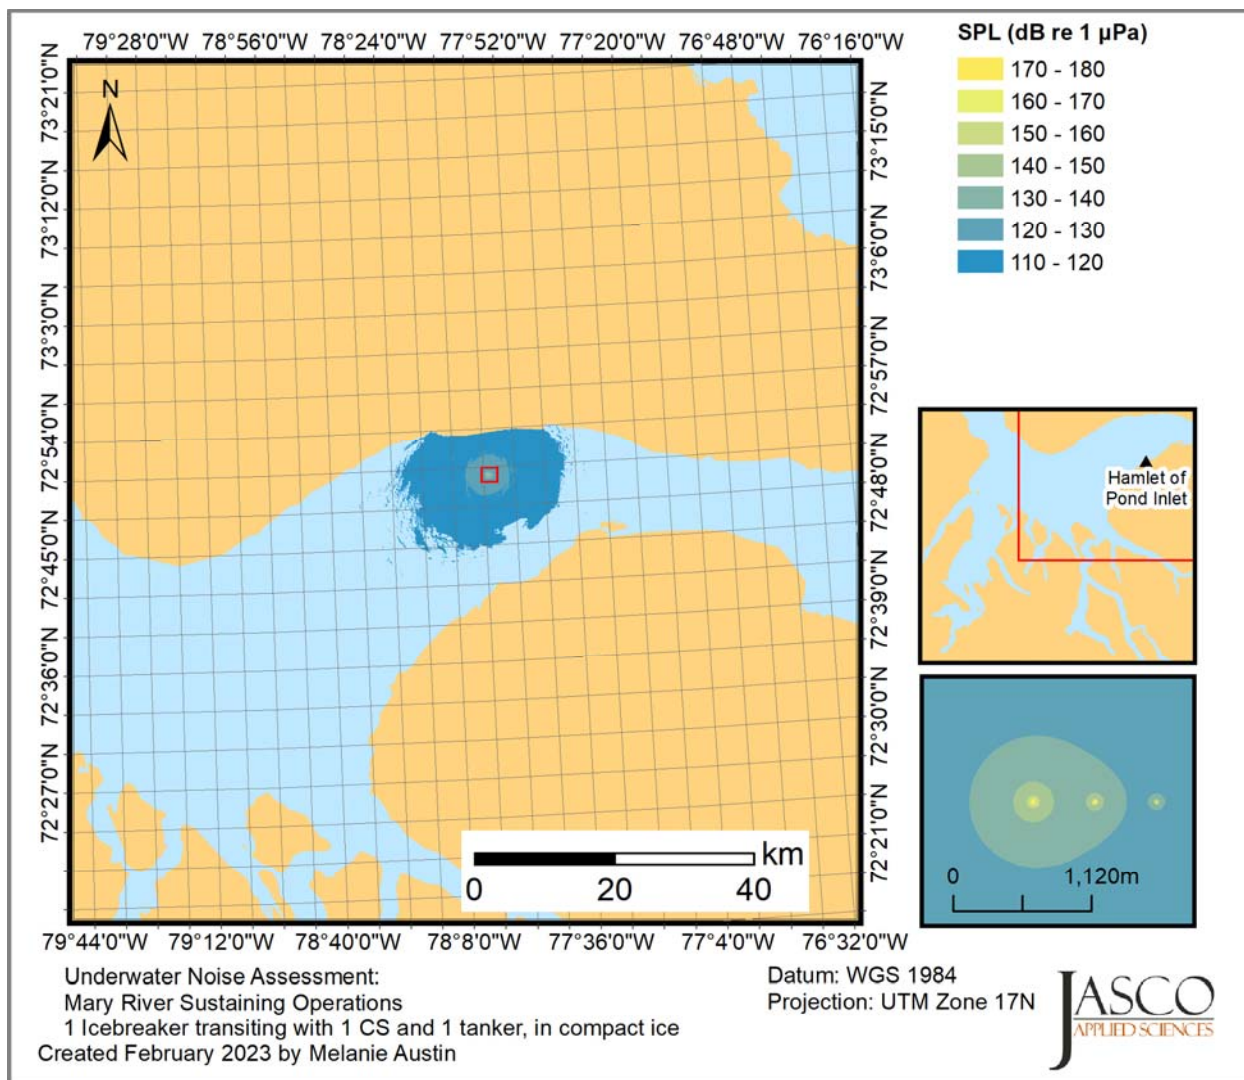 79°28'0"W 78°56'0"W 78°24'0"W 77°52'0"W 77°20'0"W 76°48'0"W 76°16'0"W
SPL (dB re 1 µPa)
170 - 180
160 - 170
150 - 160
140 - 150
130 - 140
120 - 130
110 - 120
N
73°21'0"N
73°12'0"N
73°3'0"N
72°54'0"N
72°45'0"N
72°36'0"N
72°27'0"N
73°15'0"N
73°6'0"N
72°57'0"N
72°48'0"N
72°39'0"N
72°30'0"N
72°21'0"N
Hamlet of
Pond Inlet
0 1,120m
km
0 20 40
79°44'0"W 79°12'0"W 78°40'0"W 78°8'0"W 77°36'0"W 77°4'0"W 76°32'0"W
Underwater Noise Assessment:
Mary River Sustaining Operations
1 Icebreaker transiting with 1 CS and 1 tanker, in compact ice
Created February 2023 by Melanie Austin
Datum: WGS 1984
Projection: UTM Zone 17N
JASCO
APPLIED SCIENCES